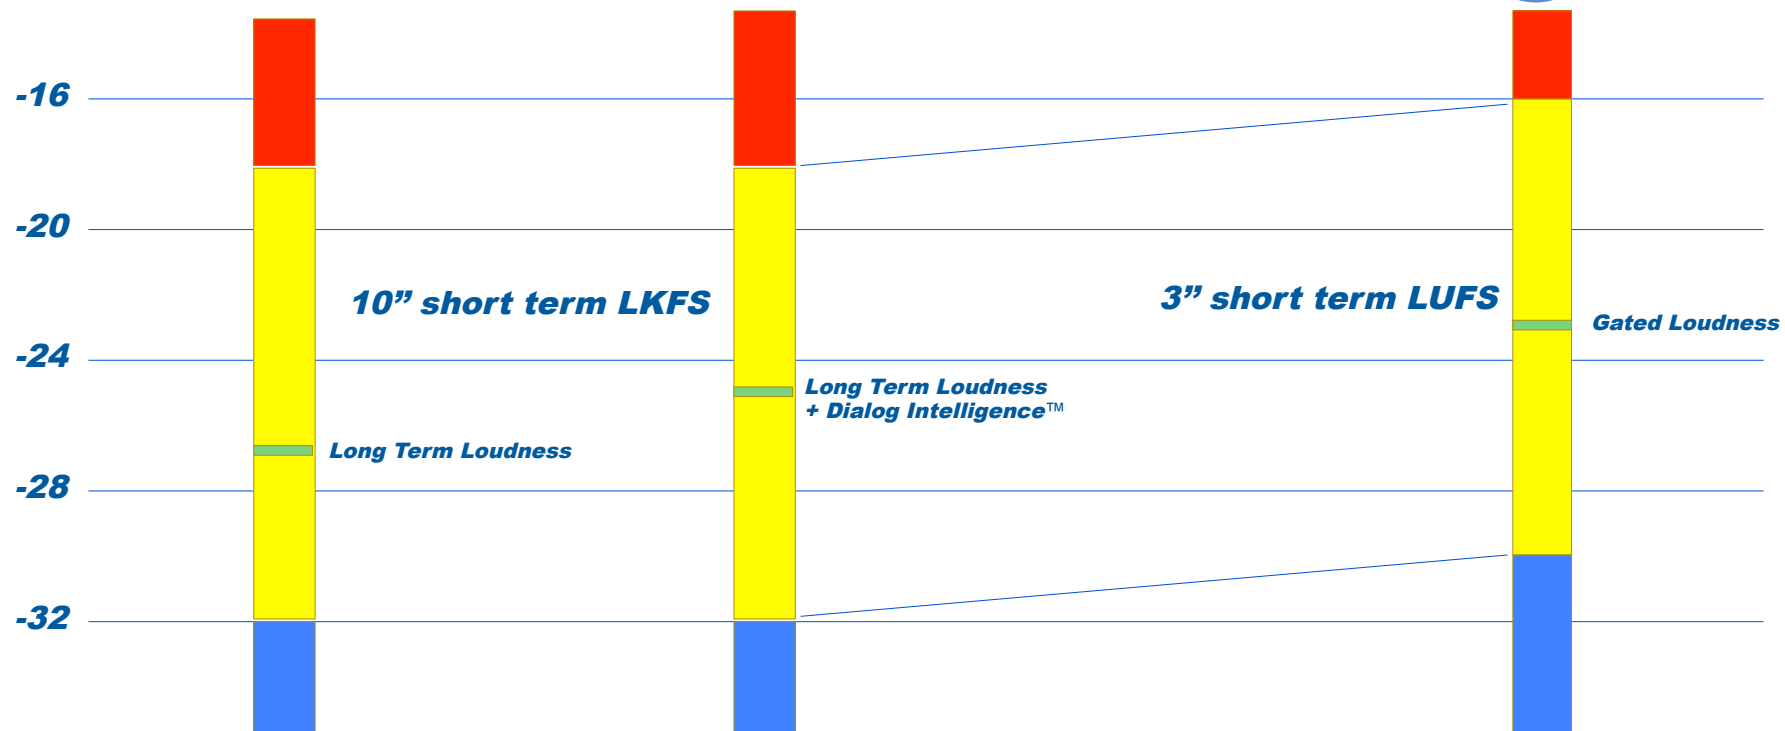 -16
-20
10” short term LKFS
3” short term LUFS
Gated Loudness
-24
Long Term Loudness
+ Dialog Intelligence™
Long Term Loudness
-28
-32